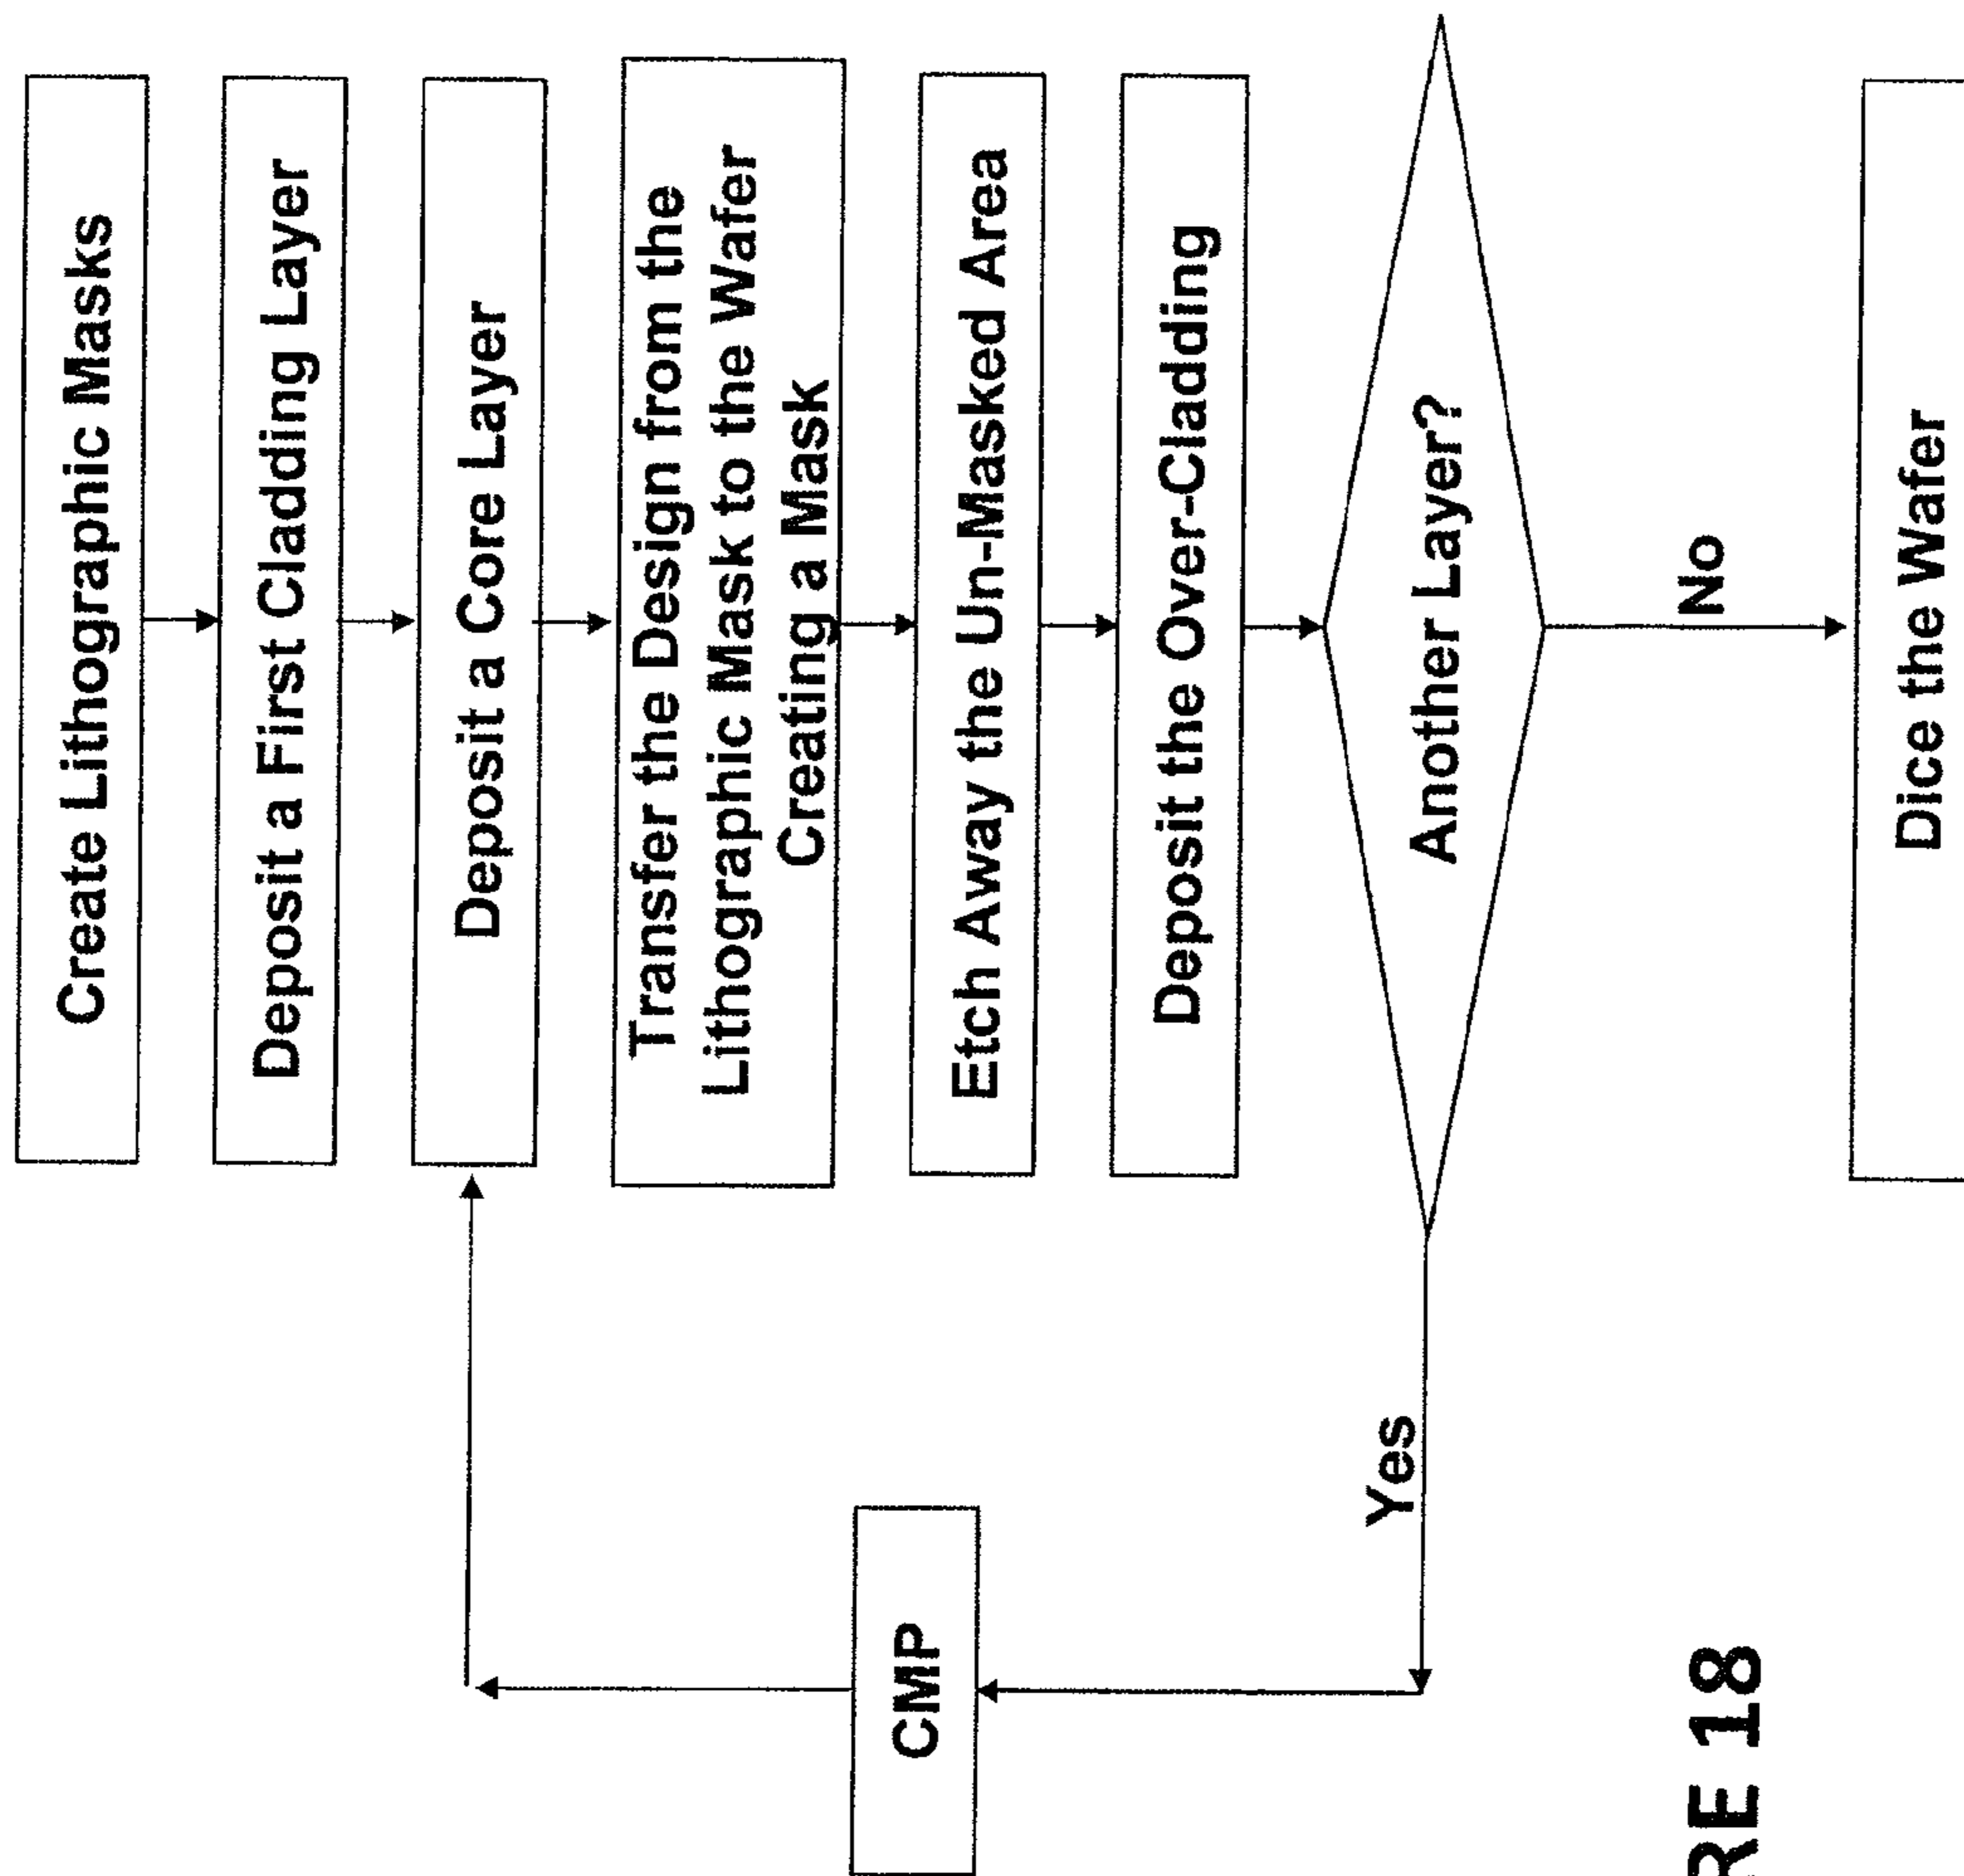 Create Lithographic Masks
Deposit a First Cladding Layer
Deposit a Core Layer
Transfer the Design from the
Lithographic Mask to the Wafer
Creating a Mask
Etch Away the Un-Masked Area
Deposit the Over-Cladding
Another Layer?
Yes
CMP
No
Dice the Wafer
RE 18